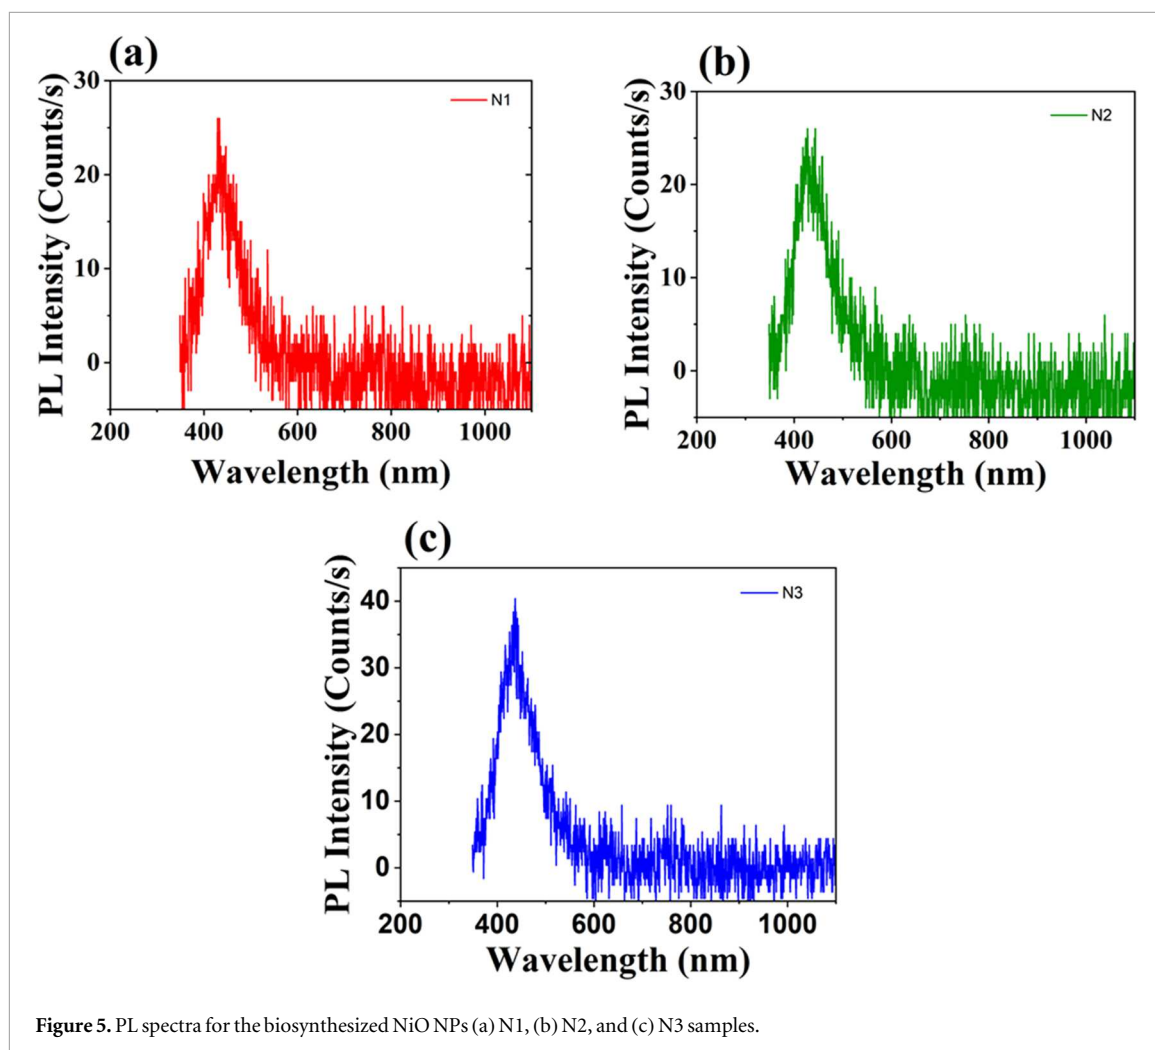 (a)
PL Intensity (Counts/s)
30
20
10
0
N1
200 400 600 800 1000
Wavelength (nm)
(b)
PL Intensity (Counts/s)
30
20
10
0
N2
200 400 600 800 1000
Wavelength (nm)
(c)
PL Intensity (Counts/s)
40
30
20
10
0
N3
200 400 600 800 1000
Wavelength (nm)
Figure 5. PL spectra for the biosynthesized NiO NPs (a) N1, (b) N2, and (c) N3 samples.